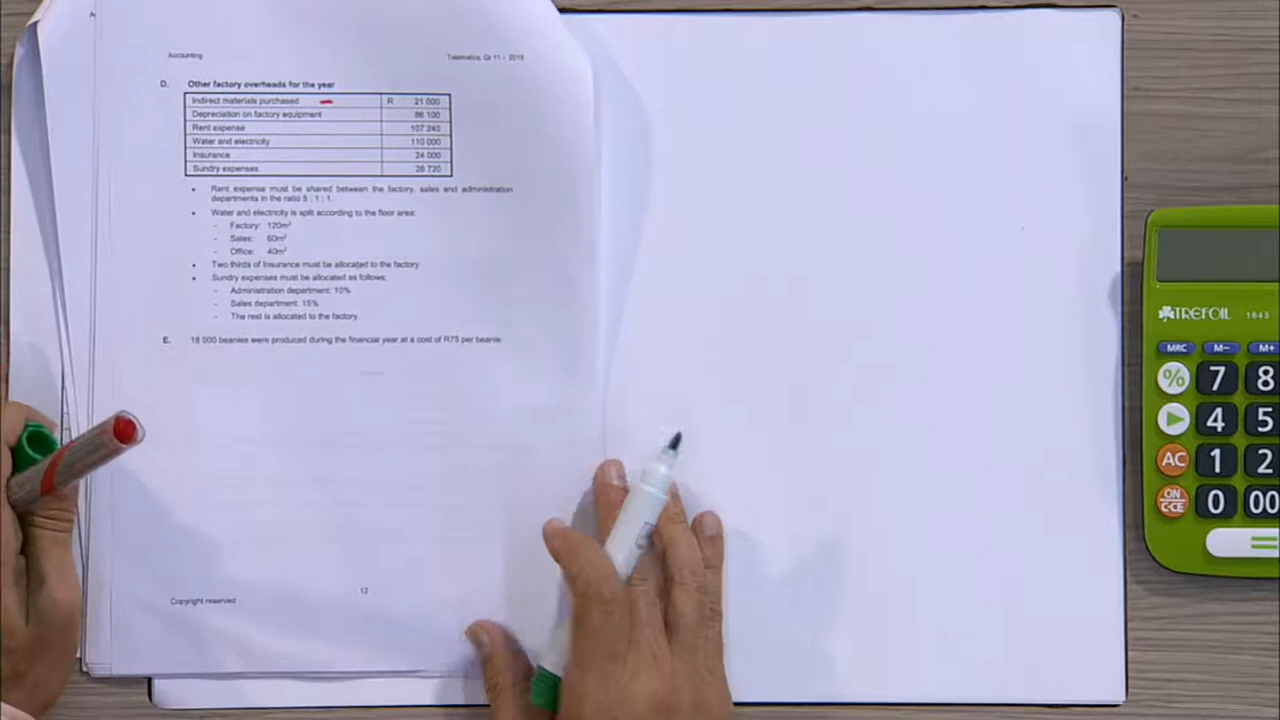 Accounting
Telematics, Gr 11 – 2019
D. Other factory overheads for the year
Indirect materials purchased R 21 000
Depreciation on factory equipment 86 100
Rent expense 107 240
Water and electricity 110 000
Insurance 24 000
Sundry expenses 26 720
• Rent expense must be shared between the factory, sales and administration
departments in the ratio 5 : 1 : 1.
• Water and electricity is split according to the floor area:
- Factory: 120m²
- Sales: 60m²
- Office: 40m²
• Two thirds of Insurance must be allocated to the factory
• Sundry expenses must be allocated as follows:
- Administration department: 10%
- Sales department: 15%
- The rest is allocated to the factory.
E. 18 000 beanies were produced during the financial year at a cost of R75 per beanie.
Copyright reserved
TREFOIL 1643
MRC M− M+
% 7 8
4 5
AC 1 2
ON/C·CE 0 00
=